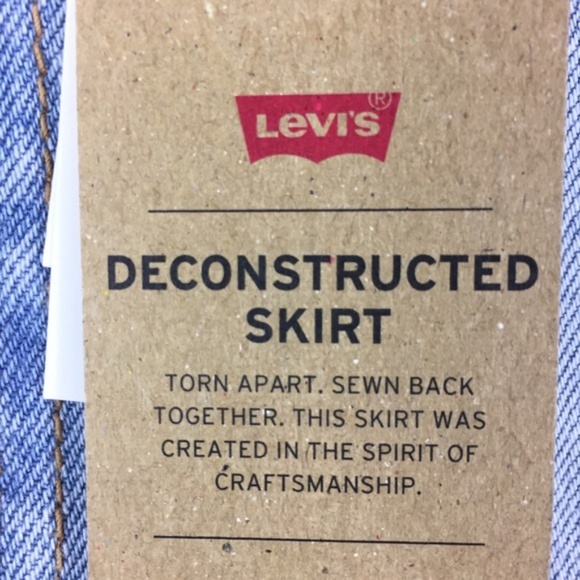 LEVI'S®
DECONSTRUCTED
SKIRT
TORN APART. SEWN BACK
TOGETHER. THIS SKIRT WAS
CREATED IN THE SPIRIT OF
CRAFTSMANSHIP.